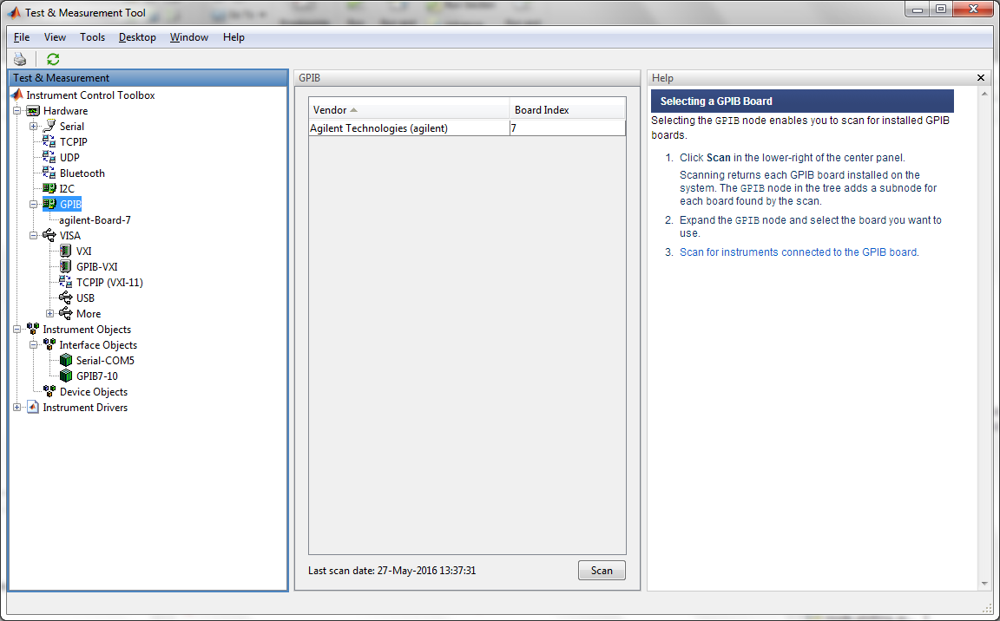 Test & Measurement Tool
File View Tools Desktop Window Help
Test & Measurement
Instrument Control Toolbox
Hardware
Serial
TCPIP
UDP
Bluetooth
I2C
GPIB
agilent-Board-7
VISA
VXI
GPIB-VXI
TCPIP (VXI-11)
USB
More
Instrument Objects
Interface Objects
Serial-COM5
GPIB7-10
Device Objects
Instrument Drivers
GPIB
Vendor Board Index
Agilent Technologies (agilent) 7
Last scan date: 27-May-2016 13:37:31 Scan
Help
Selecting a GPIB Board
Selecting the GPIB node enables you to scan for installed GPIB
boards.
1. Click Scan in the lower-right of the center panel.
Scanning returns each GPIB board installed on the
system. The GPIB node in the tree adds a subnode for
each board found by the scan.
2. Expand the GPIB node and select the board you want to
use.
3. Scan for instruments connected to the GPIB board.